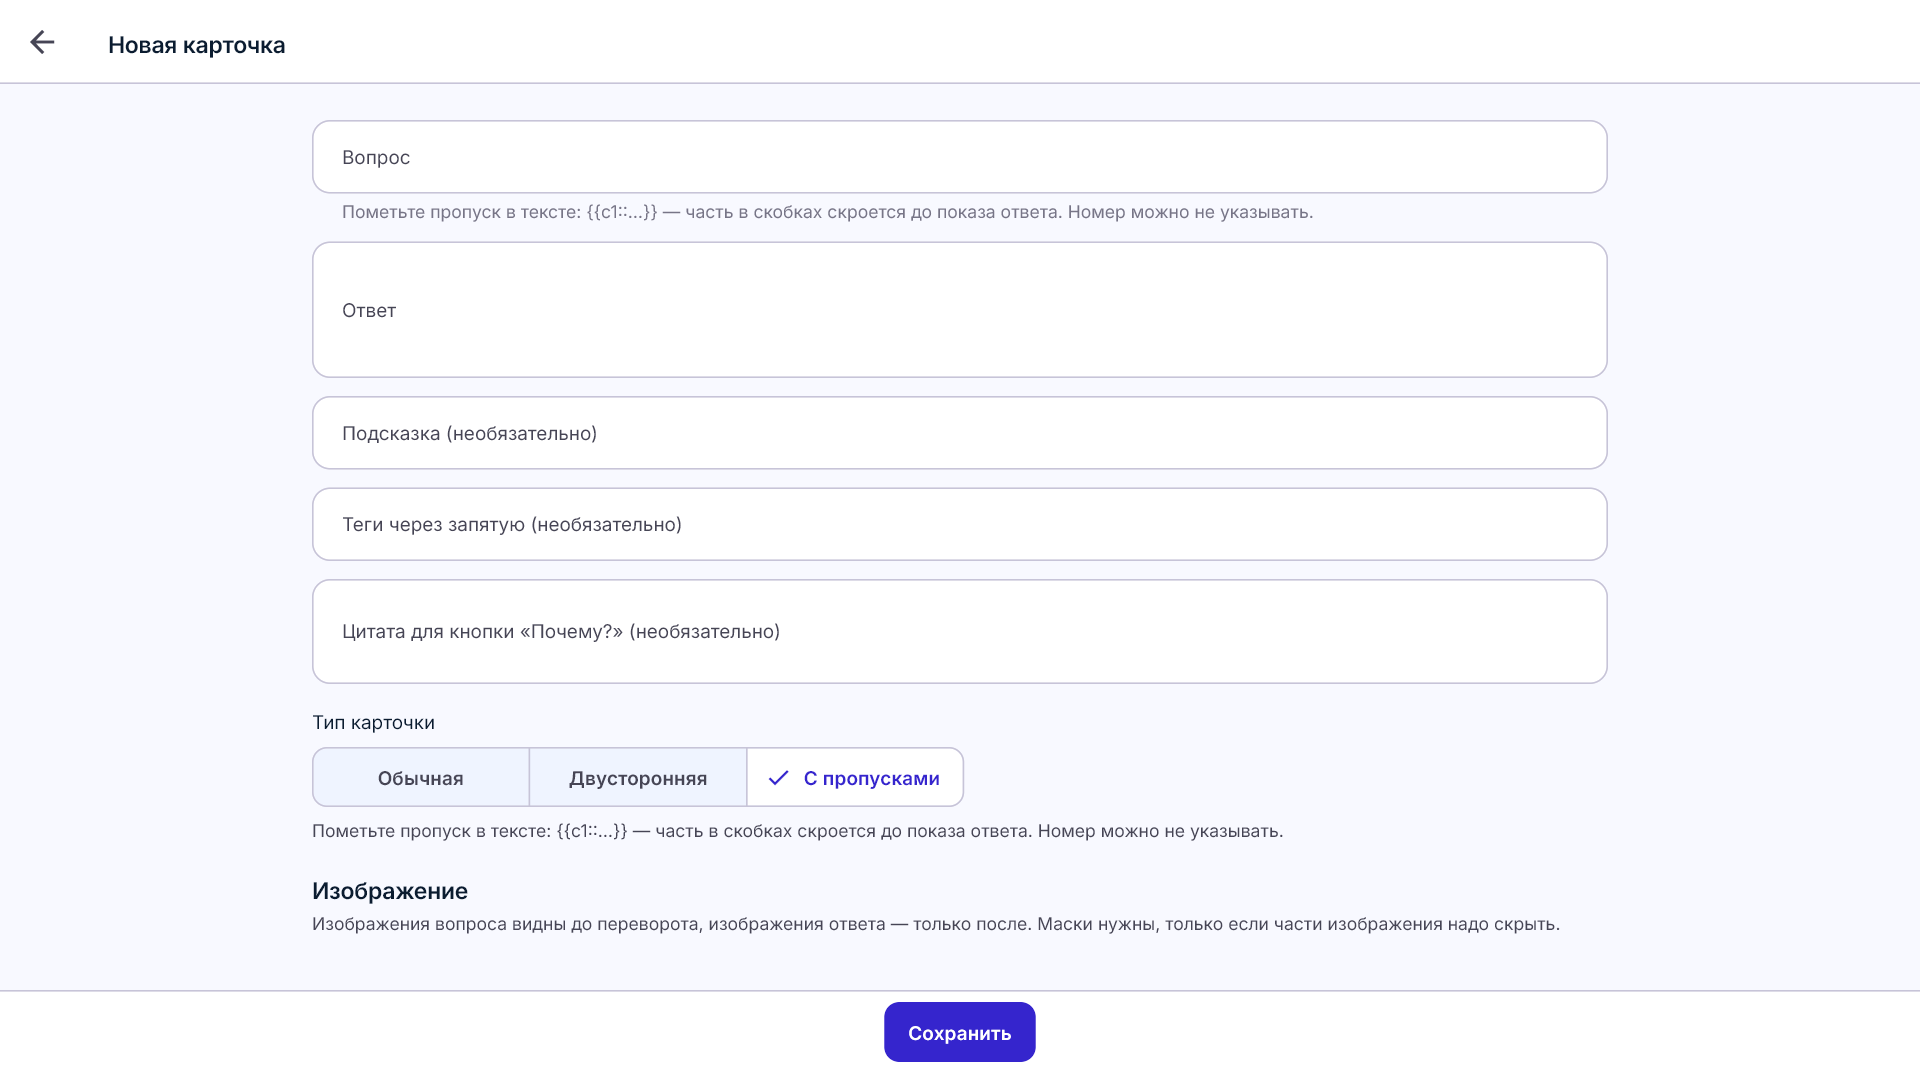 Новая карточка
Вопрос
Пометьте пропуск в тексте: {{c1::...}} — часть в скобках скроется до показа ответа. Номер можно не указывать.
Ответ
Подсказка (необязательно)
Теги через запятую (необязательно)
Цитата для кнопки «Почему?» (необязательно)
Тип карточки
Обычная
Двусторонняя
С пропусками
Пометьте пропуск в тексте: {{c1::...}} — часть в скобках скроется до показа ответа. Номер можно не указывать.
Изображение
Изображения вопроса видны до переворота, изображения ответа — только после. Маски нужны, только если части изображения надо скрыть.
Сохранить